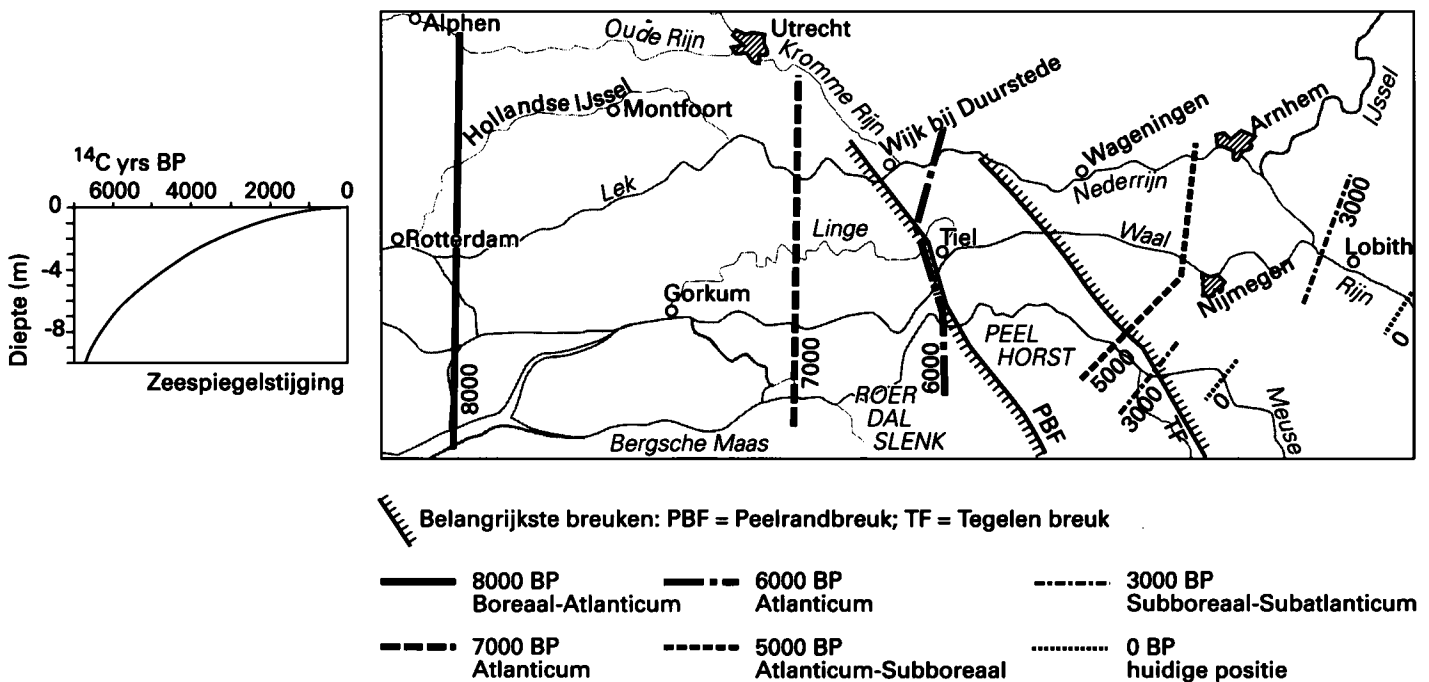 14C yrs BP
6000 4000 2000 0
0
-4
-8
Diepte (m)
Zeespiegelstijging
Alphen
Oude Rijn
Utrecht
Kromme Rijn
Hollandse IJssel
Montfoort
Wijk bij Duurstede
Wageningen
Arnhem
IJssel
Lek
Nederrijn
Rotterdam
Linge
Tiel
Waal
3000
Lobith
Gorkum
Nijmegen
Rijn
0
PEEL
HORST
8000
7000
6000
5000
3000
0
ROER
DAL
SLENK
Bergsche Maas
PBF
TF
Meuse
Belangrijkste breuken: PBF = Peelrandbreuk; TF = Tegelen breuk
8000 BP
Boreaal-Atlanticum
6000 BP
Atlanticum
3000 BP
Subboreaal-Subatlanticum
7000 BP
Atlanticum
5000 BP
Atlanticum-Subboreaal
0 BP
huidige positie